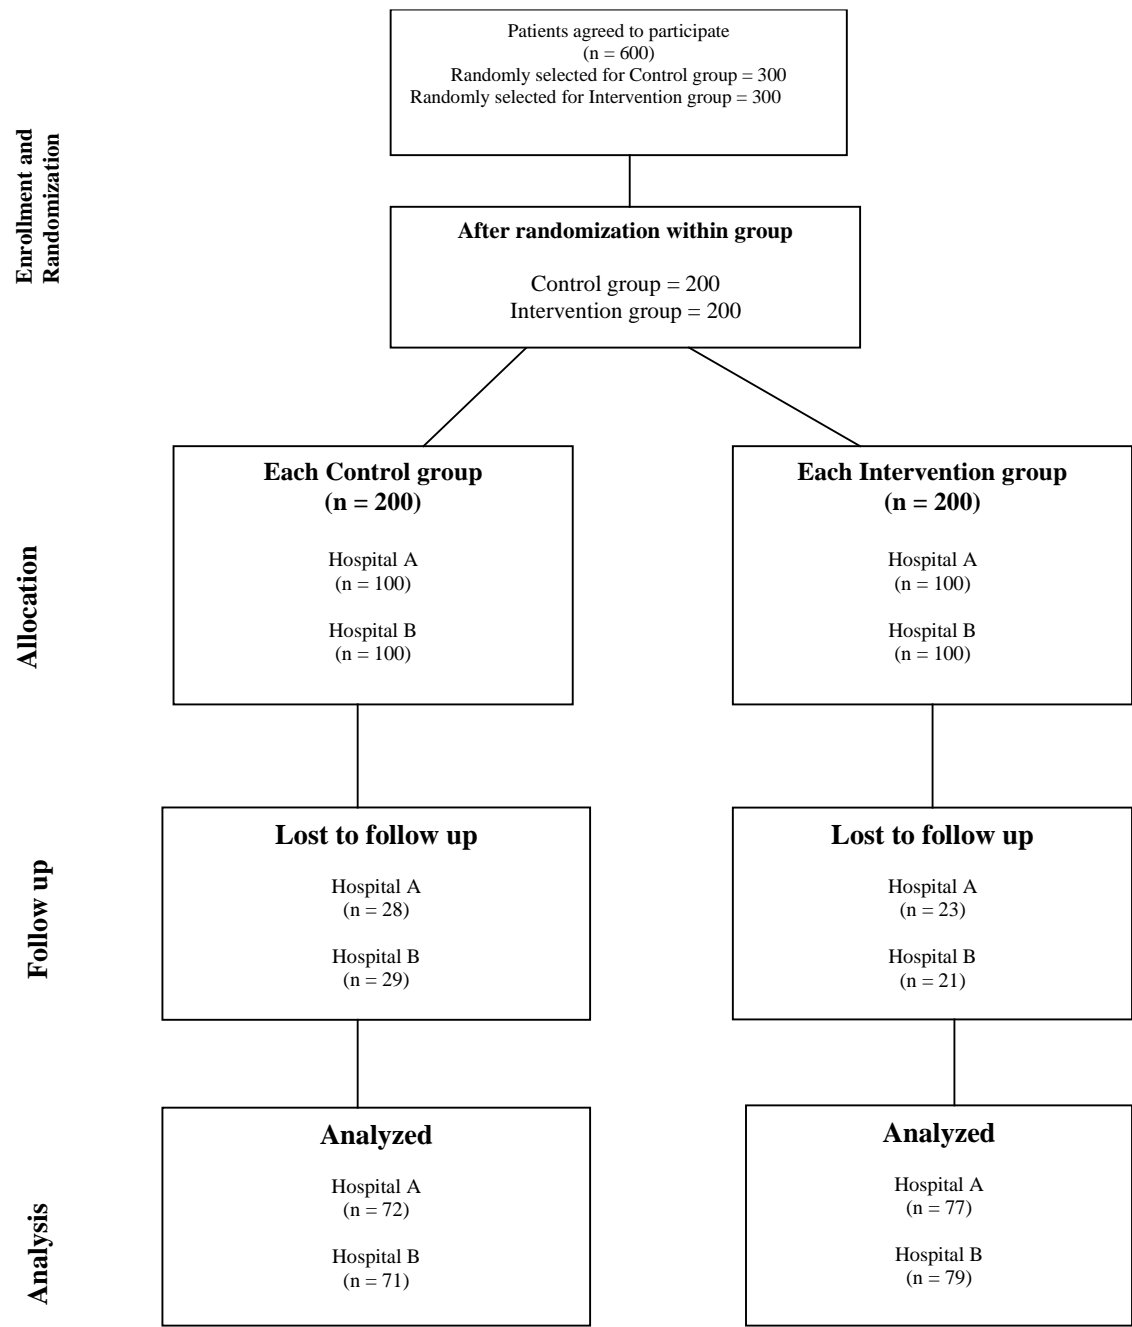 Patients agreed to participate
(n = 600)
Randomly selected for Control group = 300
Randomly selected for Intervention group = 300
Enrollment and
Randomization
After randomization within group
Control group = 200
Intervention group = 200
Each Control group
(n = 200)
Hospital A
(n = 100)
Hospital B
(n = 100)
Each Intervention group
(n = 200)
Hospital A
(n = 100)
Hospital B
(n = 100)
Allocation
Lost to follow up
Hospital A
(n = 28)
Hospital B
(n = 29)
Lost to follow up
Hospital A
(n = 23)
Hospital B
(n = 21)
Follow up
Analyzed
Hospital A
(n = 72)
Hospital B
(n = 71)
Analyzed
Hospital A
(n = 77)
Hospital B
(n = 79)
Analysis